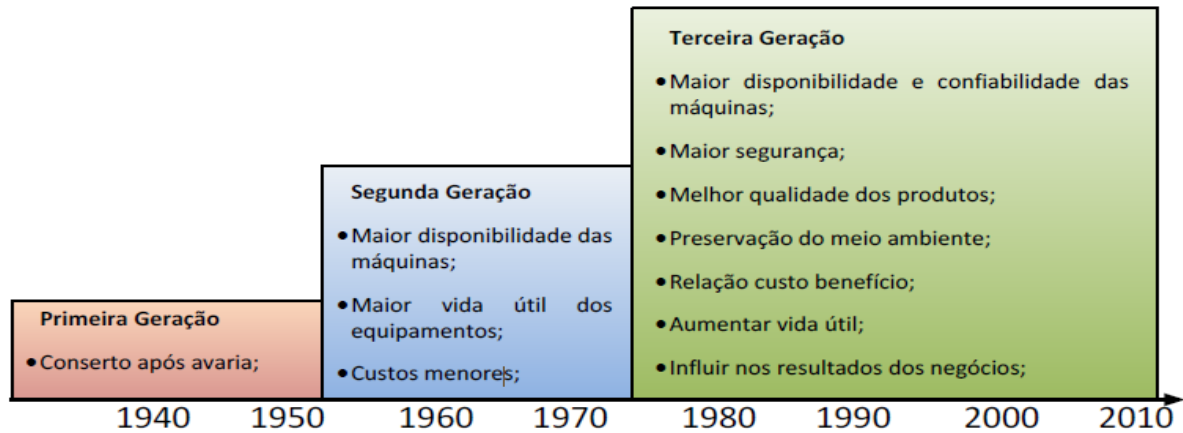 Primeira Geração
• Conserto após avaria;
Segunda Geração
• Maior disponibilidade das
máquinas;
• Maior vida útil dos
equipamentos;
• Custos menores;
Terceira Geração
• Maior disponibilidade e confiabilidade das
máquinas;
• Maior segurança;
• Melhor qualidade dos produtos;
• Preservação do meio ambiente;
• Relação custo benefício;
• Aumentar vida útil;
• Influir nos resultados dos negócios;
1940 1950 1960 1970 1980 1990 2000 2010